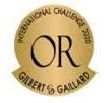 INTERNATIONAL CHALLENGE 2020
OR
GILBERT & GAILLARD